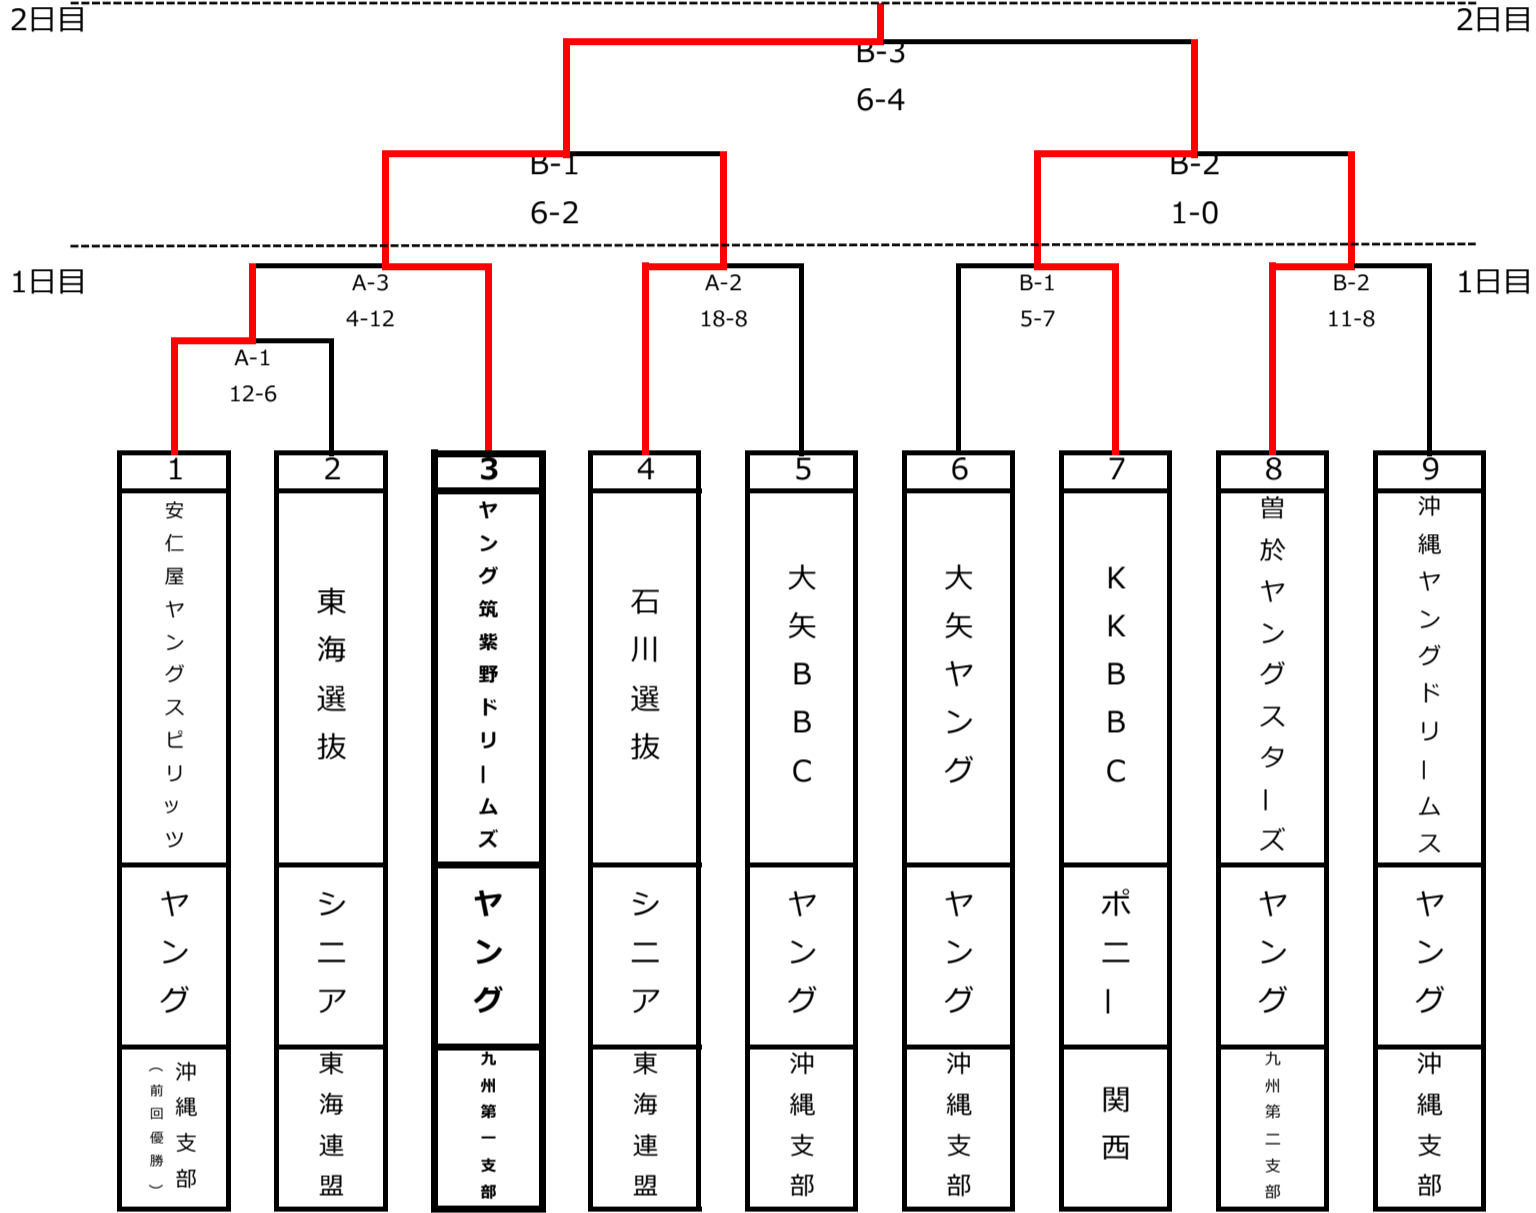 2日目
2日目
B-3
6-4
B-1
6-2
B-2
1-0
1日目
1日目
A-3
4-12
A-2
18-8
B-1
5-7
B-2
11-8
A-1
12-6
1
2
3
4
5
6
7
8
9
安仁屋ヤングスピリッツ
東海選抜
ヤング筑紫野ドリームズ
石川選抜
大矢BBC
大矢ヤング
KKBBC
曽於ヤングスターズ
沖縄ヤングドリームス
ヤング
シニア
ヤング
シニア
ヤング
ヤング
ポニー
ヤング
ヤング
沖縄支部
（前回優勝）
東海連盟
九州第一支部
東海連盟
沖縄支部
沖縄支部
関西
九州第二支部
沖縄支部